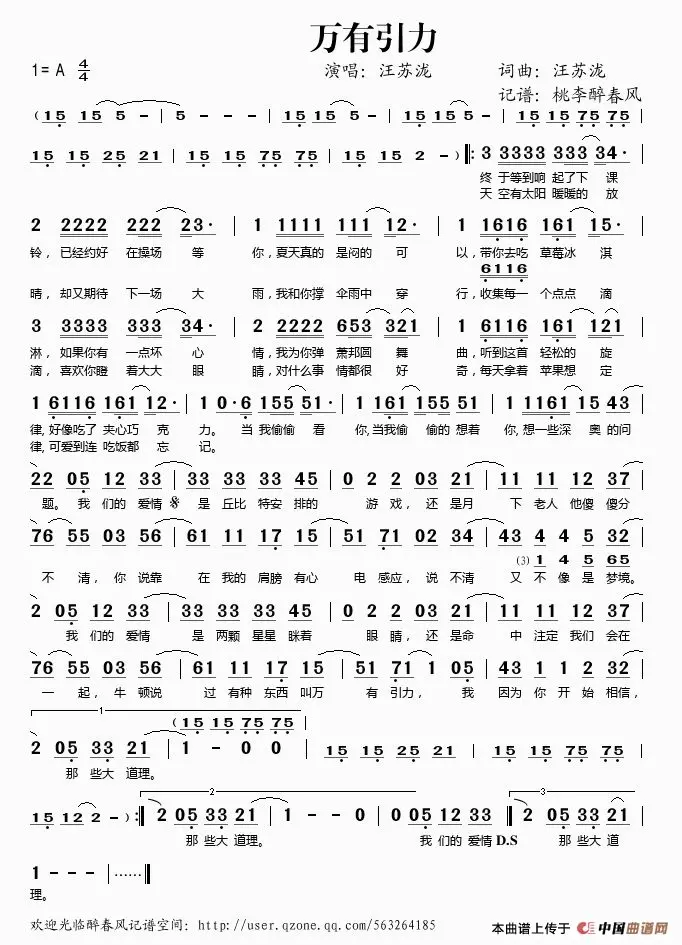 万有引力
1= A 4/4 演唱：汪苏泷 词曲：汪苏泷
记谱：桃李醉春风
( 15 15 5 - | 5 - - - | 15 15 5 - | 15 15 5 - | 15 15 75 75 |
15 15 25 21 | 15 15 75 75 | 15 15 2 - ) ‖: 3 3333 333 34·
终 于等到响 起了下 课
天 空有太阳 暖暖的 放
2 2222 222 23· | 1 1111 111 12· | 1 1616 161 15·
铃，已经约好 在操场 等 你，夏天真的 是闷的 可 以，带你去吃 草莓冰 淇
6116
晴，却又期待 下一场 大 雨，我和你撑 伞雨中 穿 行，收集每一 个点点 滴
3 3333 333 34· | 2 2222 653 321 | 1 6116 161 121
淋，如果你有 一点坏 心 情，我为你弹 萧邦圆 舞 曲，听到这首 轻松的 旋
滴，喜欢你瞪 着大大 眼 睛，对什么事 情都很 好 奇，每天拿着 苹果想 定
1 6116 161 12· | 1 0·6 155 51· | 1 161 155 51 | 1 1161 15 43
律，好像吃了 夹心巧 克 力。 当 我偷偷 看 你,当我偷 偷的 想着 你，想一些深 奥的问
律，可爱到连 吃饭都 忘 记。
22 05 12 33 | 33 33 33 45 | 0 2 2 03 21 | 11 11 12 37
题。 我 们的 爱情 𝄋 是 丘比 特安 排的 游 戏，还 是月 下 老人 他傻 傻分
76 55 03 56 | 61 11 17 15 | 51 71 02 34 | 43 4 4 5 32
(3) 1 4 5 65
不 清，你 说靠 在 我的 肩膀 有心 电 感应，说 不清 又 不 像 是 梦境。
2 05 12 33 | 33 33 33 45 | 0 2 2 03 21 | 11 11 12 37
我 们的 爱情 是 两颗 星星 眯着 眼 睛，还 是命 中 注定 我们 会在
76 55 03 56 | 61 11 17 15 | 51 71 1 05 | 43 1 1 2 32
一 起，牛 顿说 过 有种 东西 叫万 有 引力， 我 因为 你 开 始 相信，
1 ( 15 15 75 75 |
2 05 33 21 | 1 - 0 0 | 15 15 25 21 | 15 15 75 75 |
那 些大 道理。
15 12 2 - ) :‖ 2 05 33 21 | 1 - - 0 | 0 05 12 33 ‖ 2 05 33 21 |
2
3
那 些大 道理。 我 们的 爱情 D.S 那 些大 道
1 - - - | ······ ‖
理。
欢迎光临醉春风记谱空间：http://user.qzone.qq.com/563264185 本曲谱上传于 中国曲谱网